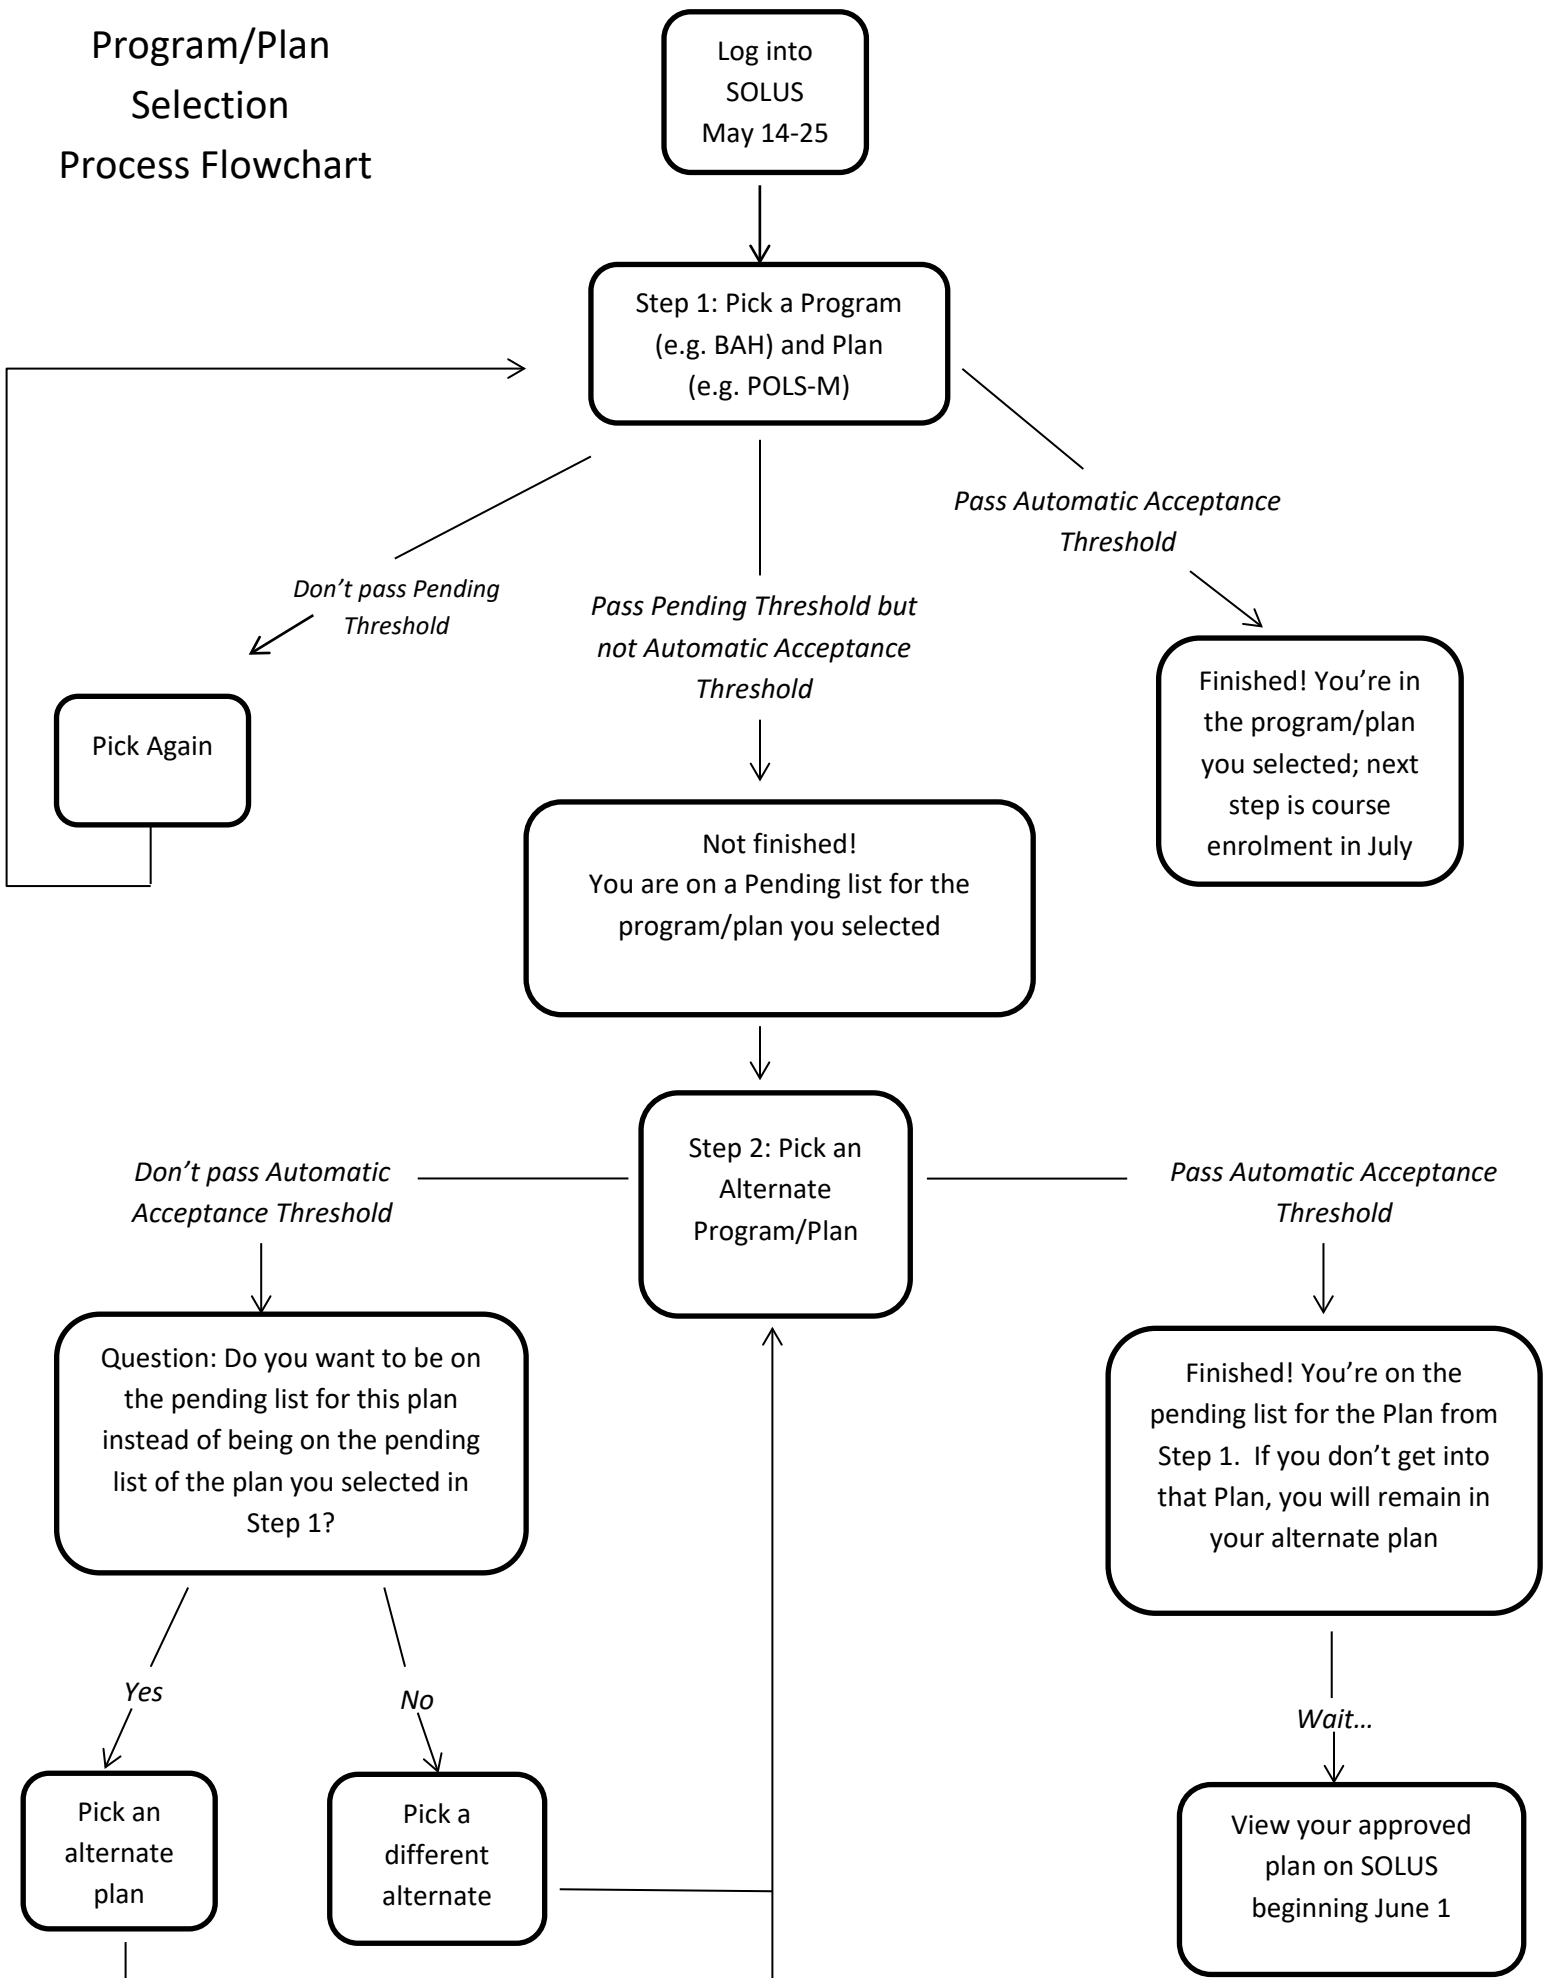 Program/Plan
Selection
Process Flowchart
Log into
SOLUS
May 14-25
Step 1: Pick a Program
(e.g. BAH) and Plan
(e.g. POLS-M)
Don’t pass Pending
Threshold
Pass Pending Threshold but
not Automatic Acceptance
Threshold
Pass Automatic Acceptance
Threshold
Pick Again
Finished! You’re in
the program/plan
you selected; next
step is course
enrolment in July
Not finished!
You are on a Pending list for the
program/plan you selected
Step 2: Pick an
Alternate
Program/Plan
Don’t pass Automatic
Acceptance Threshold
Pass Automatic Acceptance
Threshold
Question: Do you want to be on
the pending list for this plan
instead of being on the pending
list of the plan you selected in
Step 1?
Finished! You’re on the
pending list for the Plan from
Step 1.  If you don’t get into
that Plan, you will remain in
your alternate plan
Yes
No
Wait…
Pick an
alternate
plan
Pick a
different
alternate
View your approved
plan on SOLUS
beginning June 1